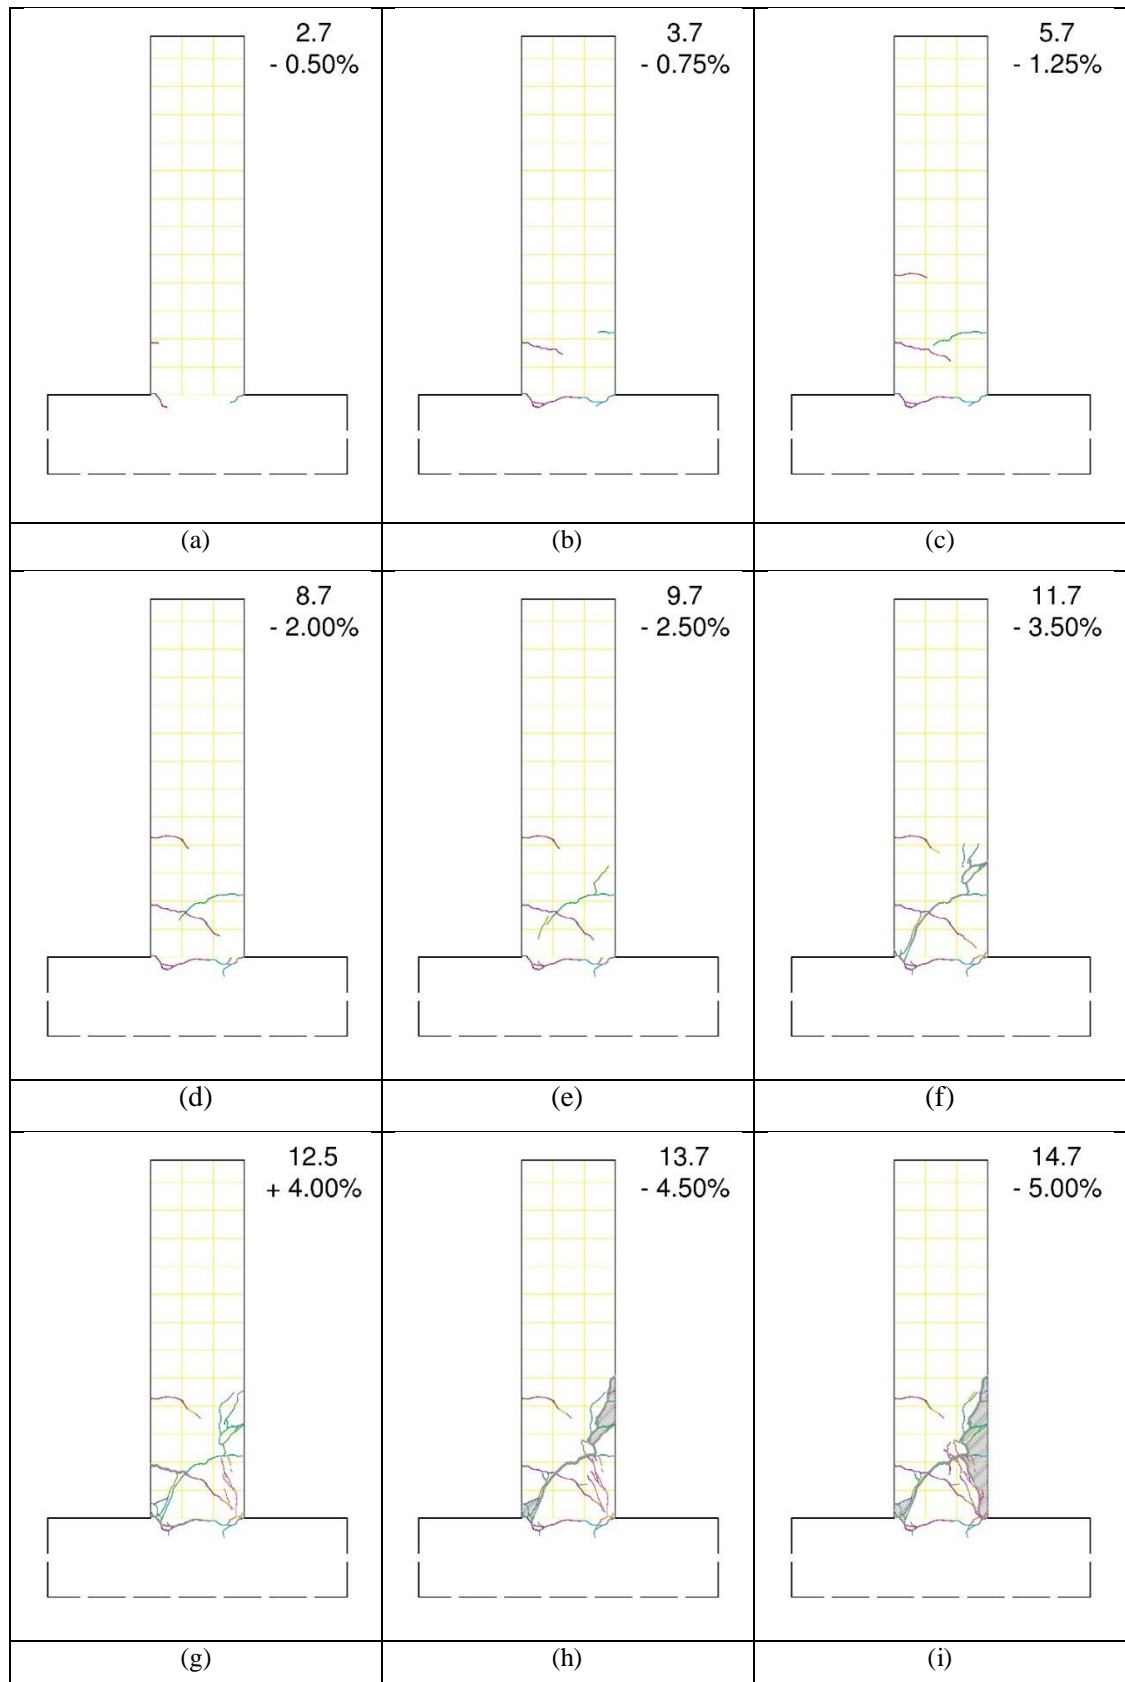 2.7
- 0.50%
3.7
- 0.75%
5.7
- 1.25%
(a)
(b)
(c)
8.7
- 2.00%
9.7
- 2.50%
11.7
- 3.50%
(d)
(e)
(f)
12.5
+ 4.00%
13.7
- 4.50%
14.7
- 5.00%
(g)
(h)
(i)